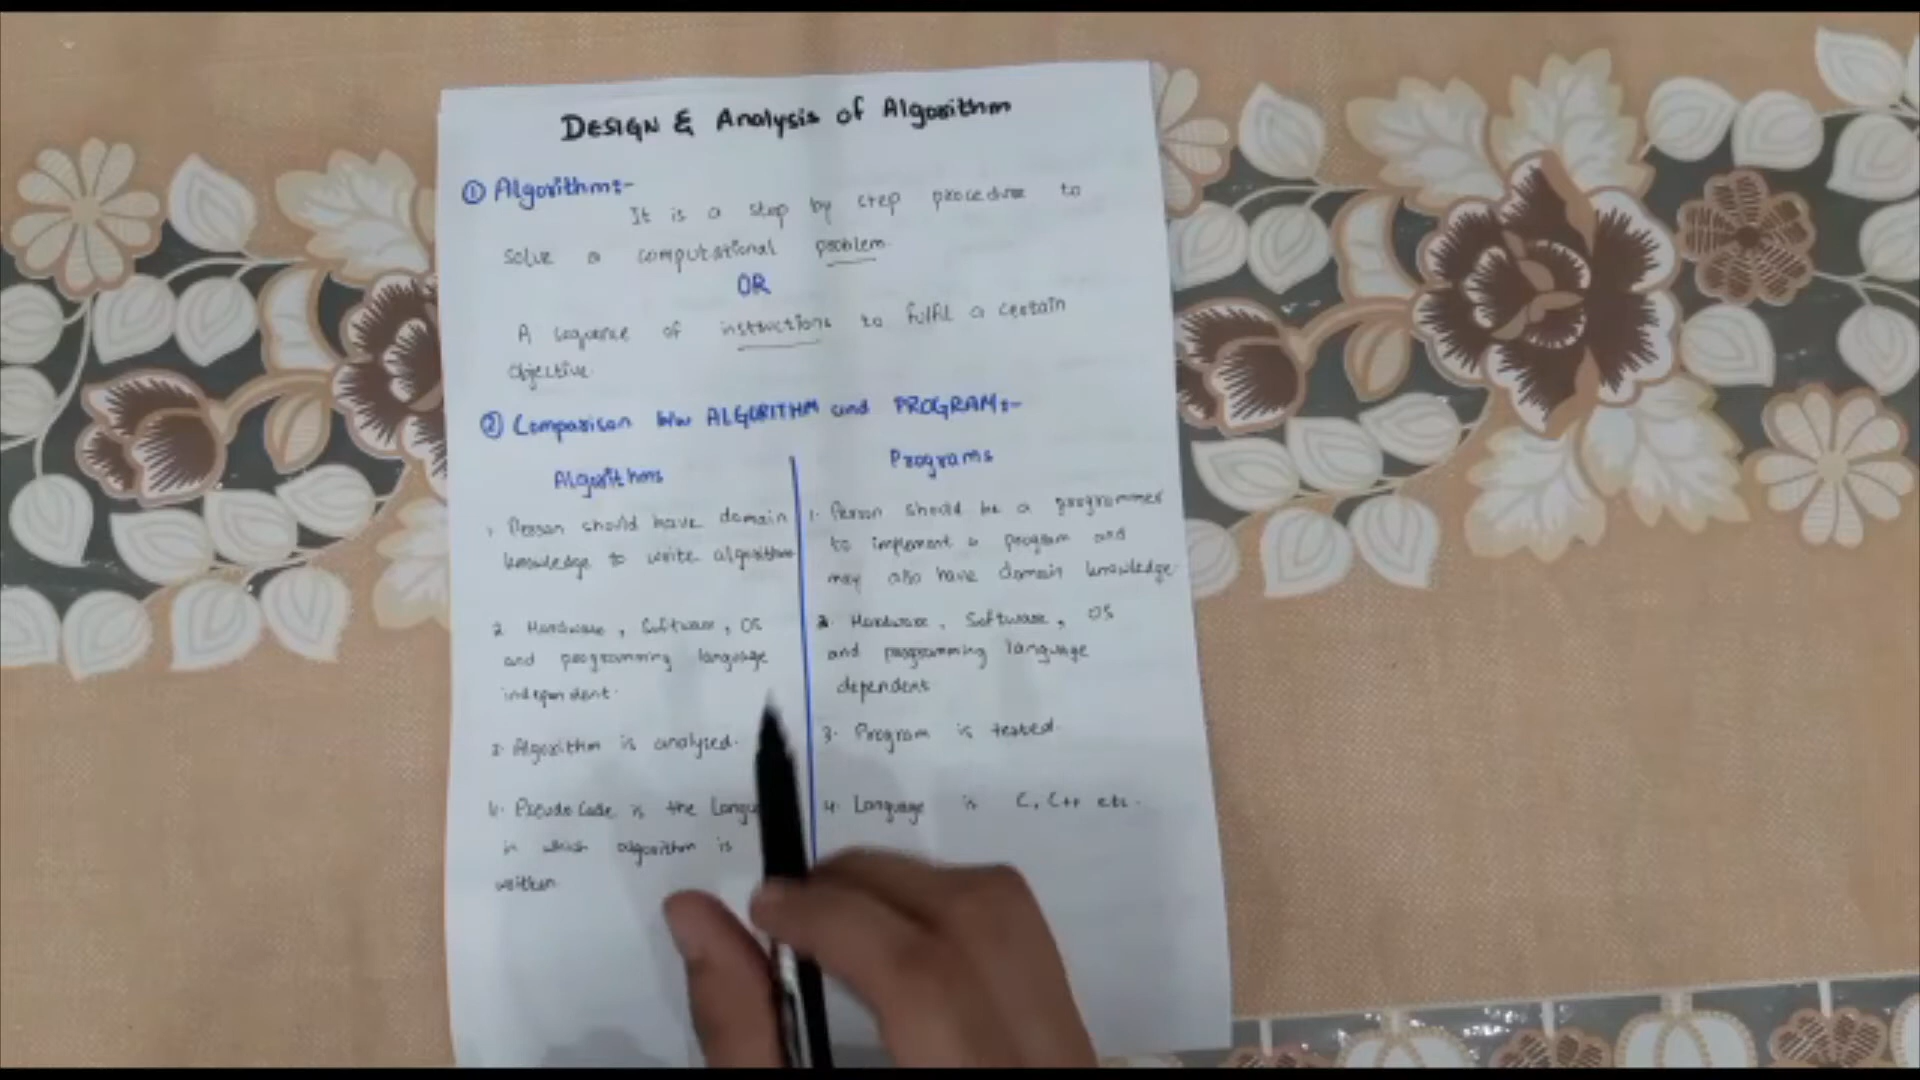 DESIGN & Analysis of Algorithm
① Algorithm:-
It is a step by step procedure to
solve a computational problem.
OR
A sequence of instructions to fulfil a certain
objective.
② Comparison b/w ALGORITHM and PROGRAM:-
Algorithms
1. Person should have domain
knowledge to write algorithm
2. Hardware, Software, OS
and programming language
independent.
3. Algorithm is analyzed.
4. Pseudo Code is the Langu
in which algorithm is
written
Programs
1. Person should be a programmer
to implement a program and
may also have domain knowledge.
2. Hardware, Software, OS
and programming language
dependent
3. Program is tested.
4. Language is C, C++ etc.